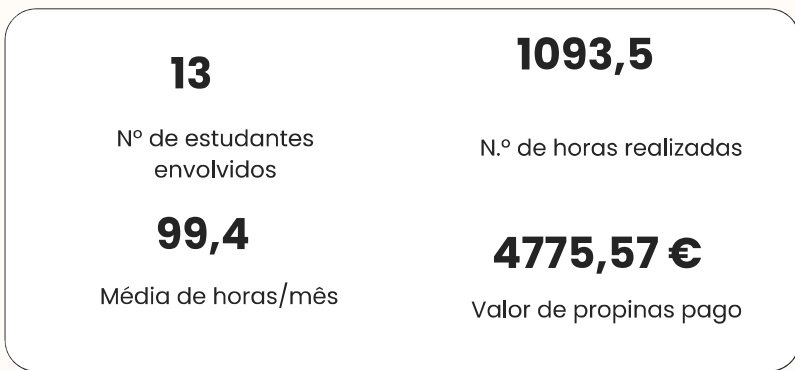 13
Nº de estudantes
envolvidos
1093,5
N.º de horas realizadas
99,4
Média de horas/mês
4775,57 €
Valor de propinas pago